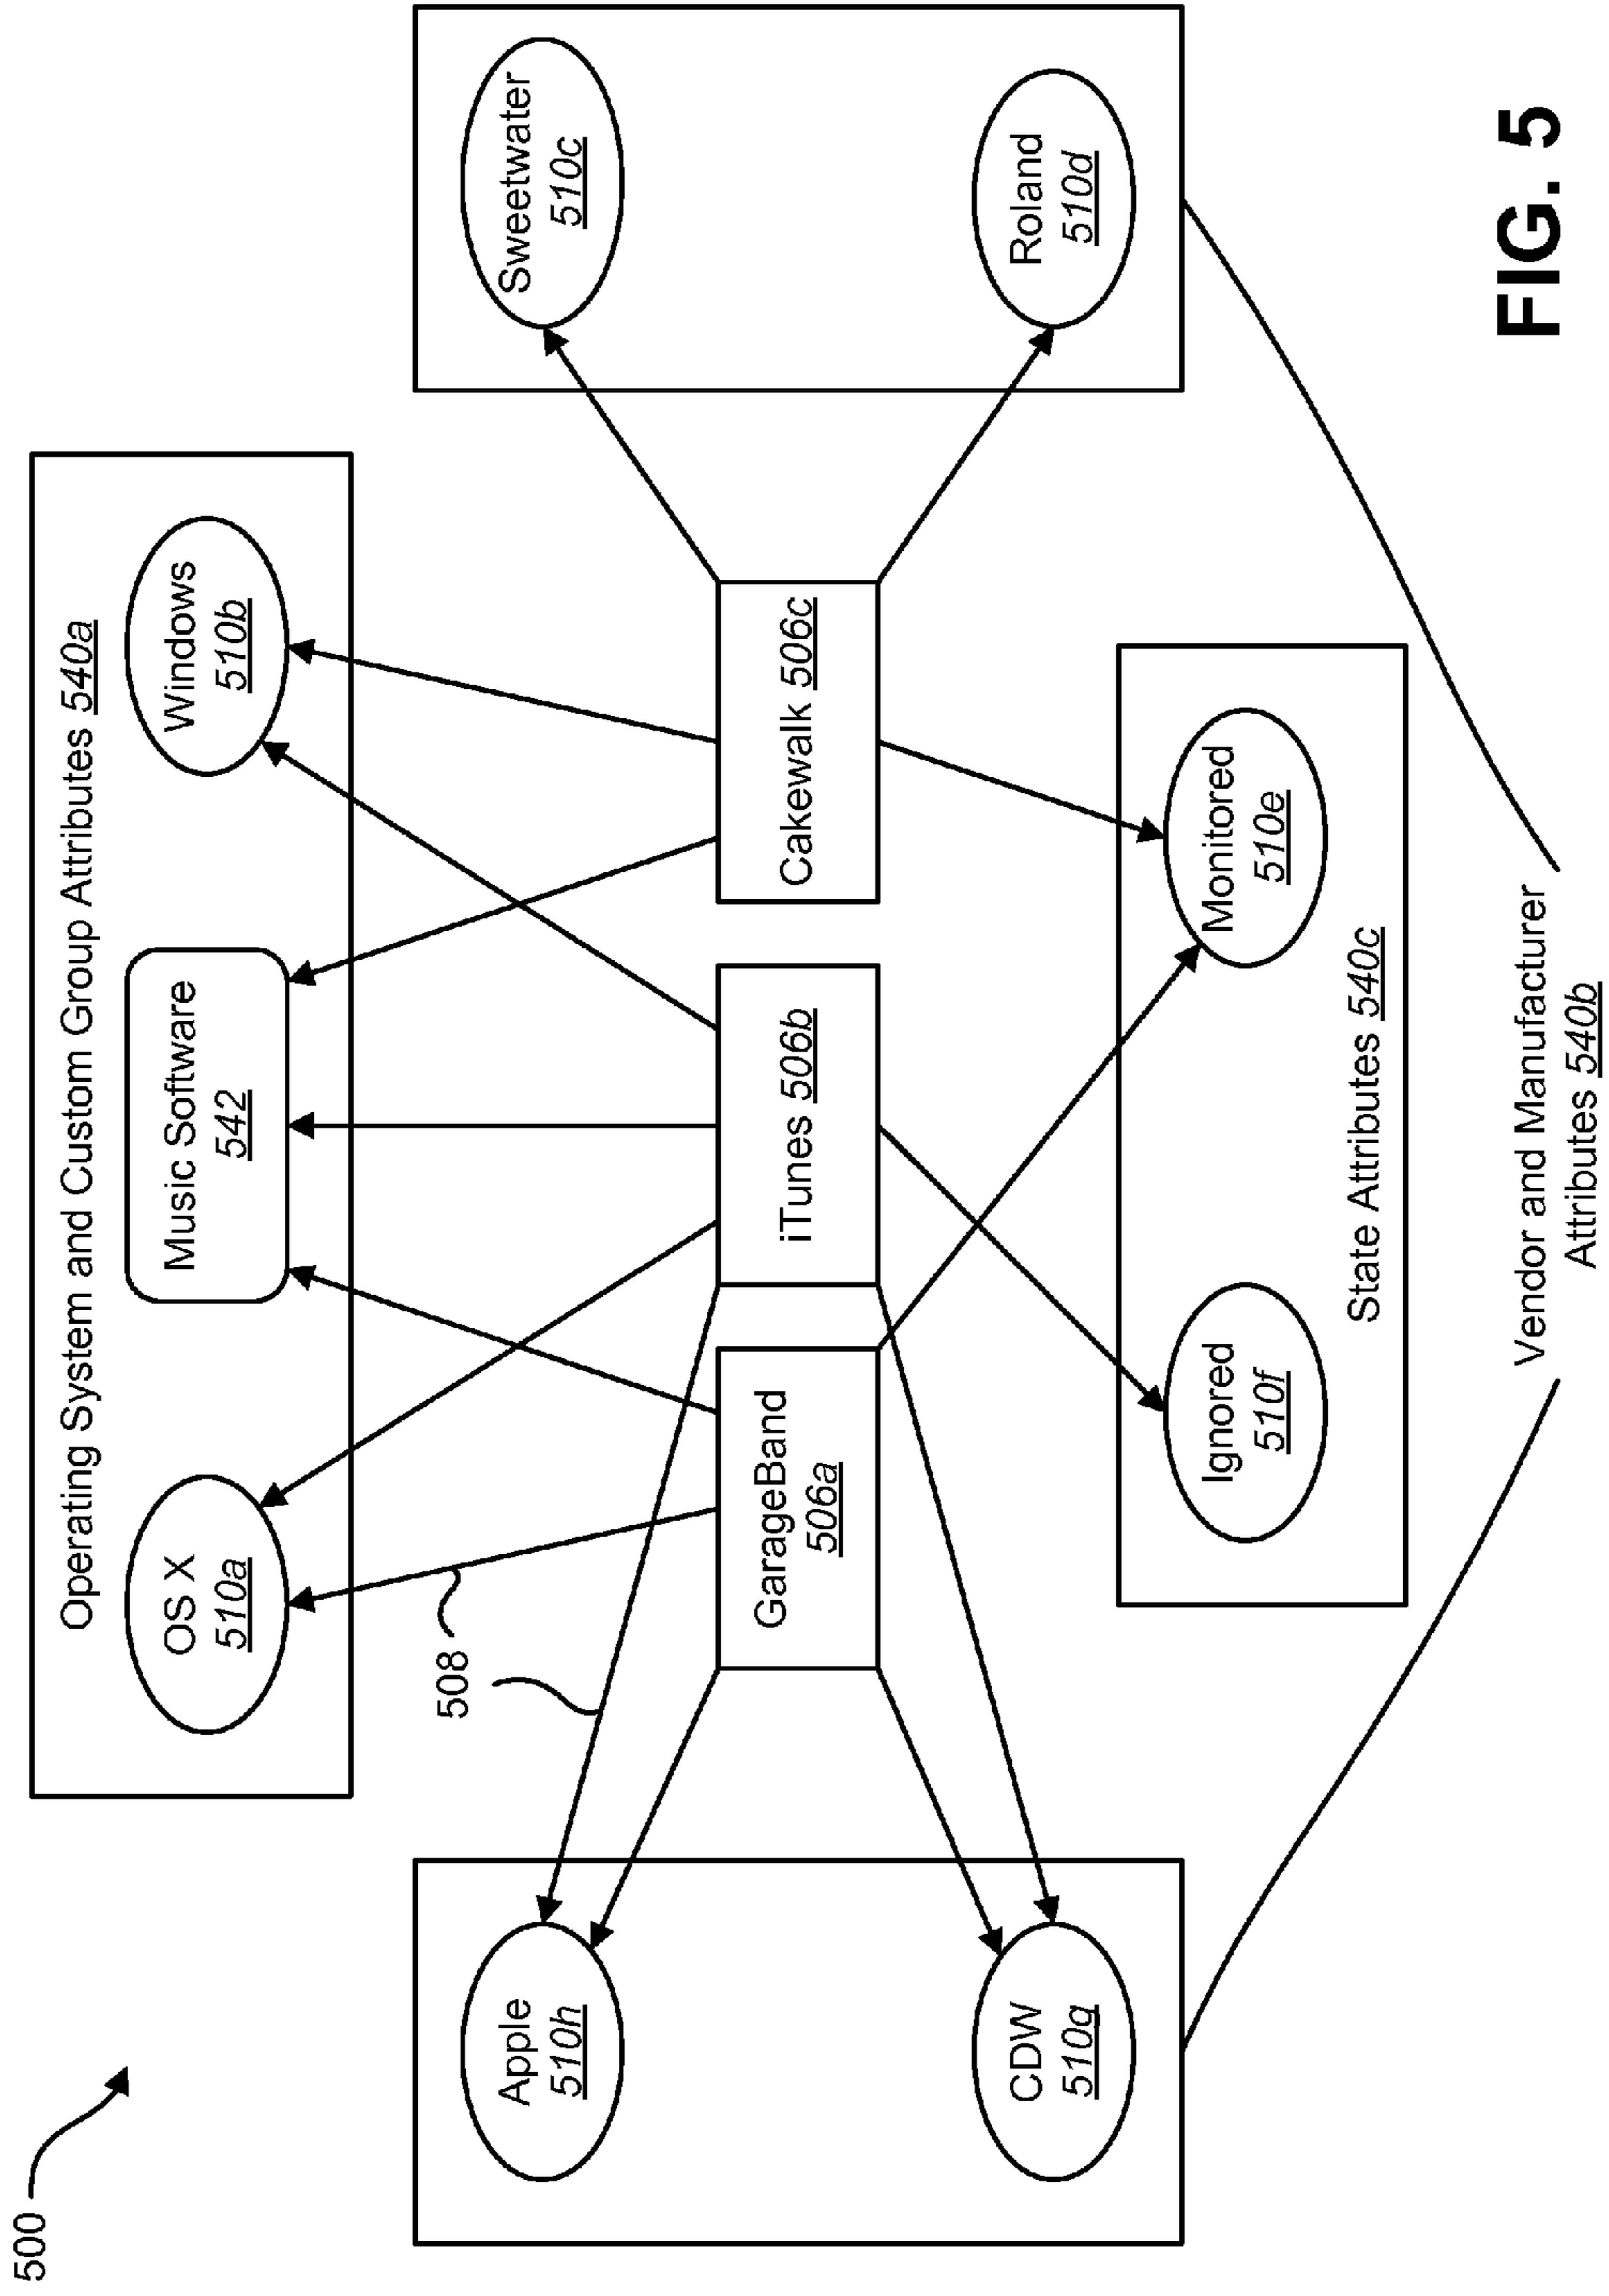 500
Operating System and Custom Group Attributes 540a
OS X
510a
Music Software
542
Windows
510b
508
Apple
510h
CDW
510g
GarageBand
506a
iTunes 506b
Cakewalk 506c
Sweetwater
510c
Roland
510d
Ignored
510f
Monitored
510e
State Attributes 540c
Vendor and Manufacturer
Attributes 540b
FIG. 5